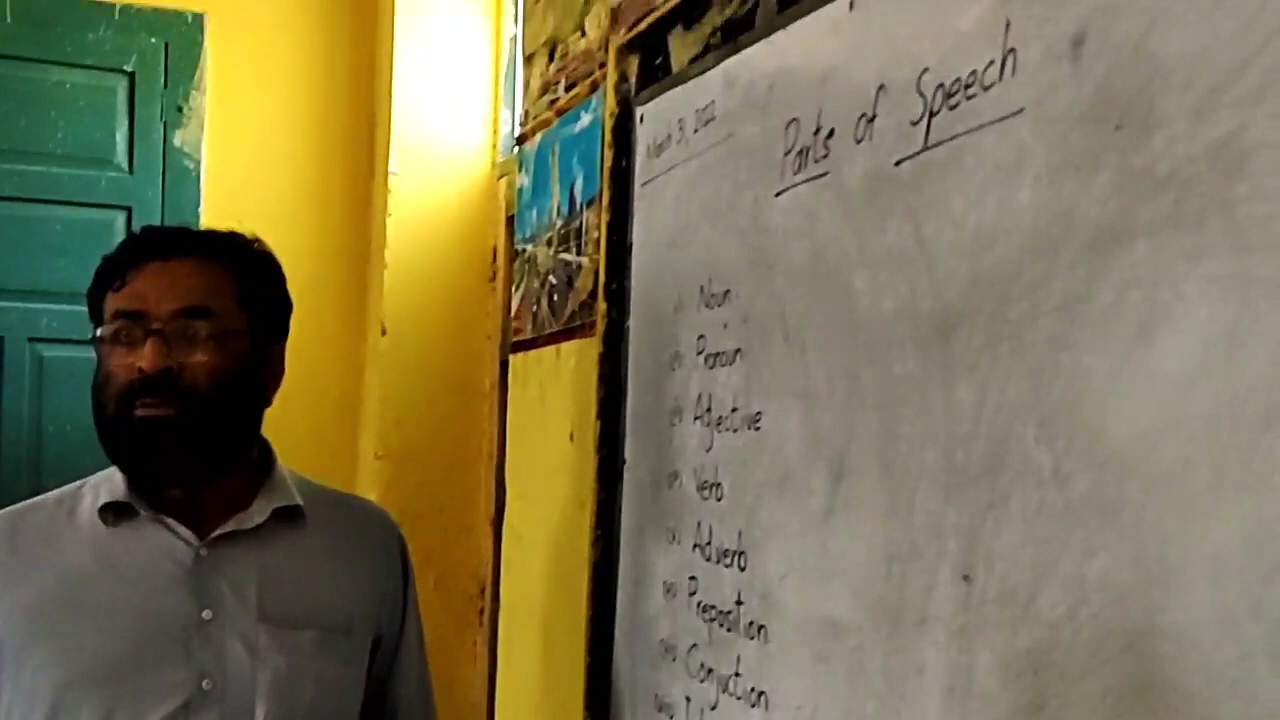 March 31, 2022
Parts of Speech
Noun
Pronoun
Adjective
Verb
Adverb
Preposition
Conjuction